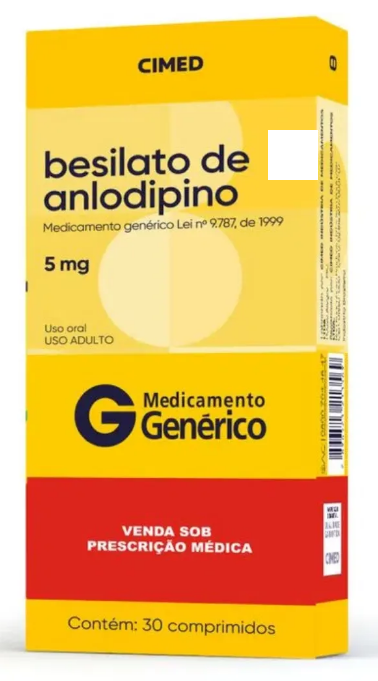 CIMED
besilato de
anlodipino
Medicamento genérico Lei nº 9.787, de 1999
5 mg
Uso oral
USO ADULTO
G Medicamento
Genérico
VENDA SOB
PRESCRIÇÃO MÉDICA
Contém: 30 comprimidos
CIMED